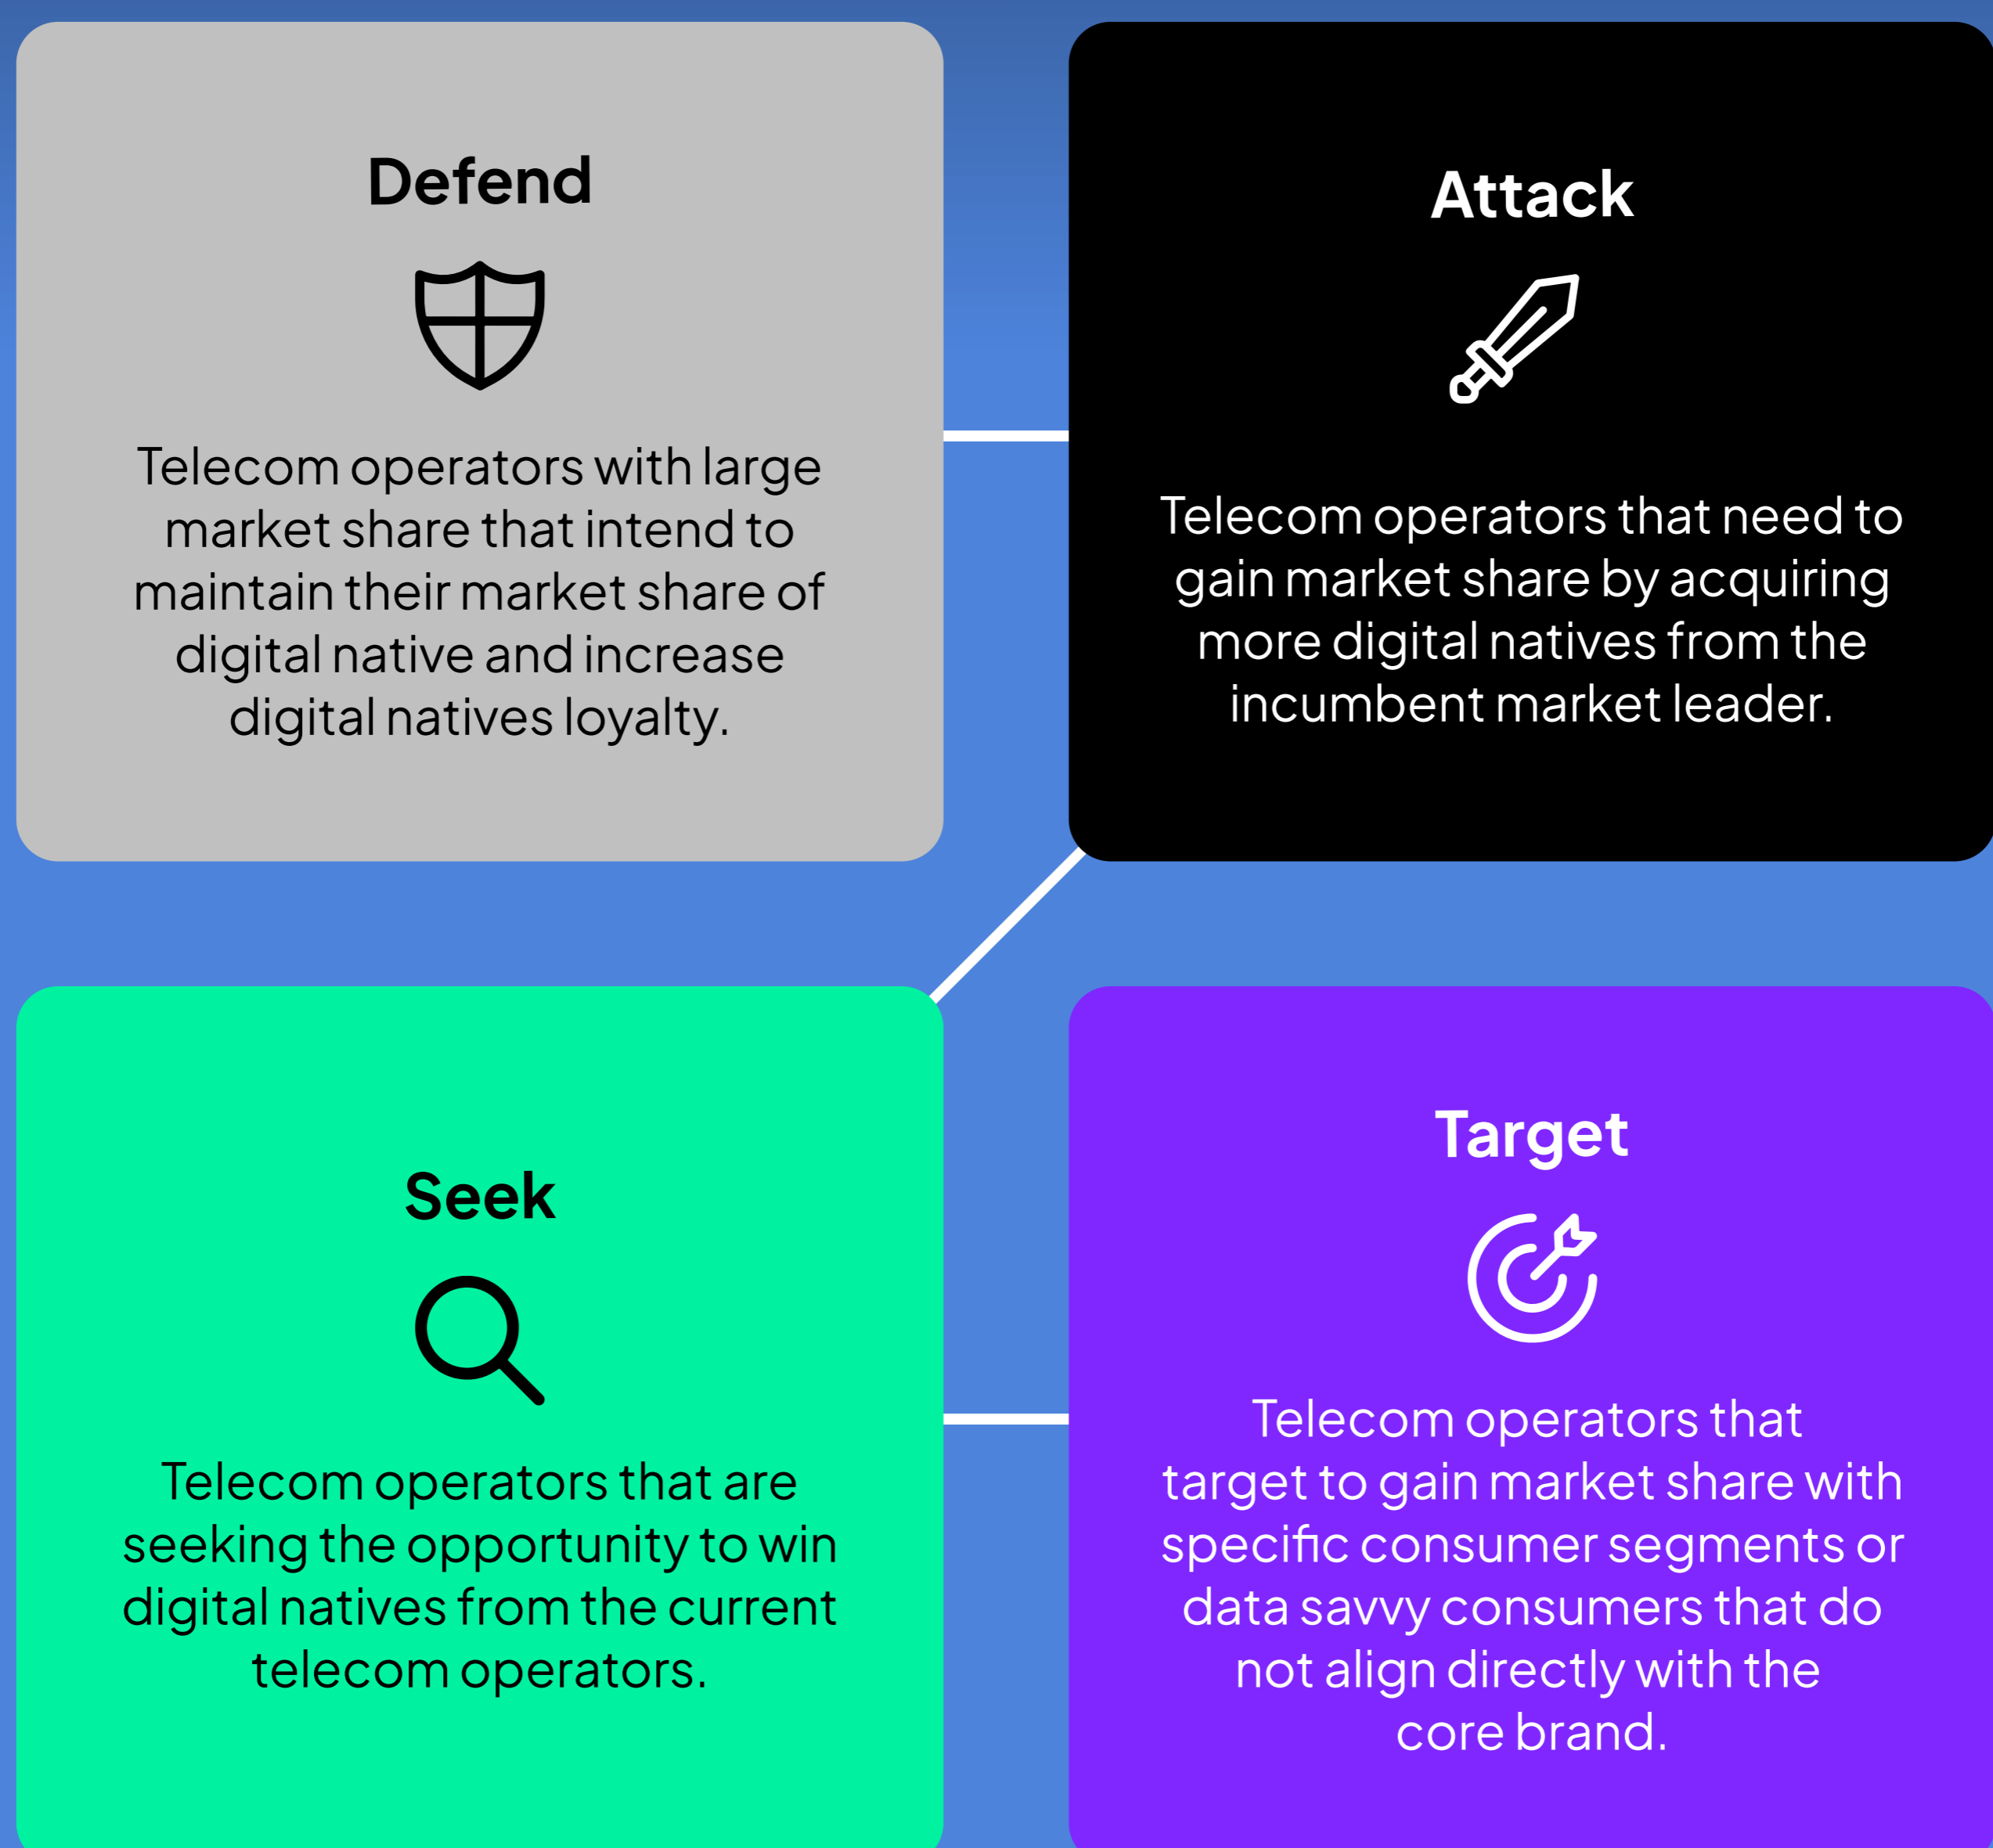 Defend
Telecom operators with large
market share that intend to
maintain their market share of
digital native and increase
digital natives loyalty.
Attack
Telecom operators that need to
gain market share by acquiring
more digital natives from the
incumbent market leader.
Seek
Telecom operators that are
seeking the opportunity to win
digital natives from the current
telecom operators.
Target
Telecom operators that
target to gain market share with
specific consumer segments or
data savvy consumers that do
not align directly with the
core brand.